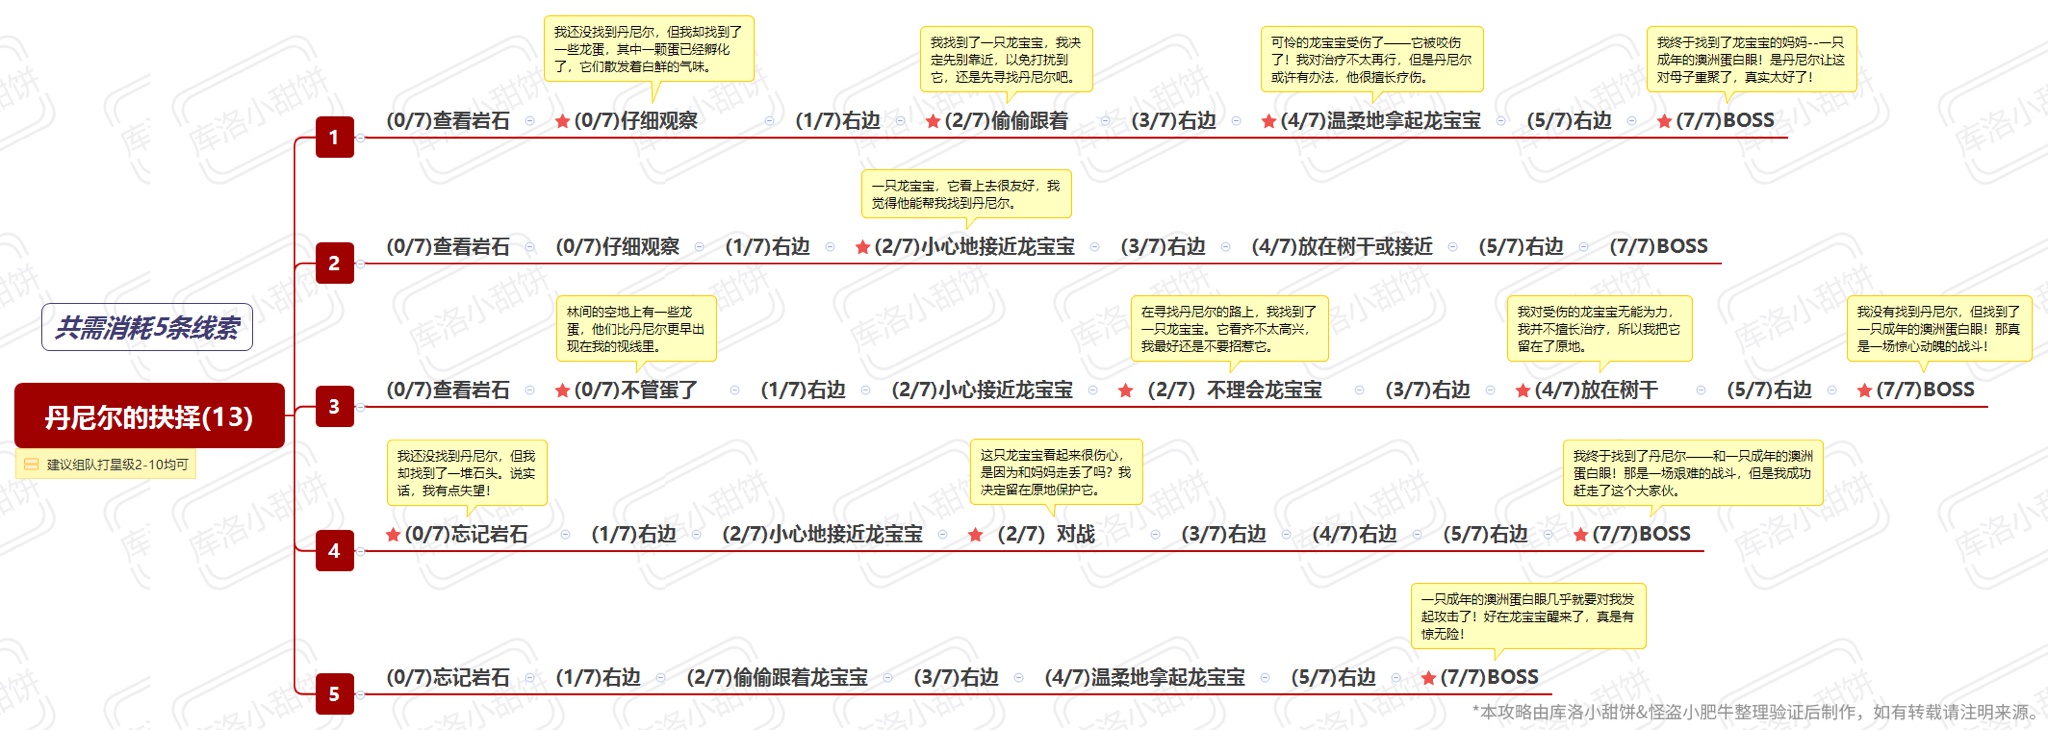 我还没找到丹尼尔，但我却找到了
一些龙蛋，其中一颗蛋已经孵化
了，它们散发着白鲜的气味。
我找到了一只龙宝宝，我决
定先别靠近，以免打扰到
它，还是先寻找丹尼尔吧。
可怜的龙宝宝受伤了——它被咬伤
了！我对治疗不太再行，但是丹尼尔
或许有办法，他很擅长疗伤。
我终于找到了龙宝宝的妈妈--一只
成年的澳洲蛋白眼！是丹尼尔让这
对母子重聚了，真实太好了！
1
(0/7)查看岩石
(0/7)仔细观察
(1/7)右边
(2/7)偷偷跟着
(3/7)右边
(4/7)温柔地拿起龙宝宝
(5/7)右边
(7/7)BOSS
一只龙宝宝，它看上去很友好，我
觉得他能帮我找到丹尼尔。
2
(0/7)查看岩石
(0/7)仔细观察
(1/7)右边
(2/7)小心地接近龙宝宝
(3/7)右边
(4/7)放在树干或接近
(5/7)右边
(7/7)BOSS
共需消耗5条线索
丹尼尔的抉择(13)
建议组队打星级2-10均可
林间的空地上有一些龙
蛋，他们比丹尼尔更早出
现在我的视线里。
在寻找丹尼尔的路上，我找到了
一只龙宝宝。它看齐不太高兴，
我最好还是不要招惹它。
我对受伤的龙宝宝无能为力，
我并不擅长治疗，所以我把它
留在了原地。
我没有找到丹尼尔，但找到了
一只成年的澳洲蛋白眼！那真
是一场惊心动魄的战斗！
3
(0/7)查看岩石
(0/7)不管蛋了
(1/7)右边
(2/7)小心接近龙宝宝
(2/7) 不理会龙宝宝
(3/7)右边
(4/7)放在树干
(5/7)右边
(7/7)BOSS
我还没找到丹尼尔，但我
却找到了一堆石头。说实
话，我有点失望！
这只龙宝宝看起来很伤心，
是因为和妈妈走丢了吗？我
决定留在原地保护它。
我终于找到了丹尼尔——和一只成年的澳洲
蛋白眼！那是一场艰难的战斗，但是我成功
赶走了这个大家伙。
4
(0/7)忘记岩石
(1/7)右边
(2/7)小心地接近龙宝宝
(2/7) 对战
(3/7)右边
(4/7)右边
(5/7)右边
(7/7)BOSS
一只成年的澳洲蛋白眼几乎就要对我发
起攻击了！好在龙宝宝醒来了，真是有
惊无险！
5
(0/7)忘记岩石
(1/7)右边
(2/7)偷偷跟着龙宝宝
(3/7)右边
(4/7)温柔地拿起龙宝宝
(5/7)右边
(7/7)BOSS
*本攻略由库洛小甜饼&怪盗小肥牛整理验证后制作，如有转载请注明来源。
库洛小甜饼